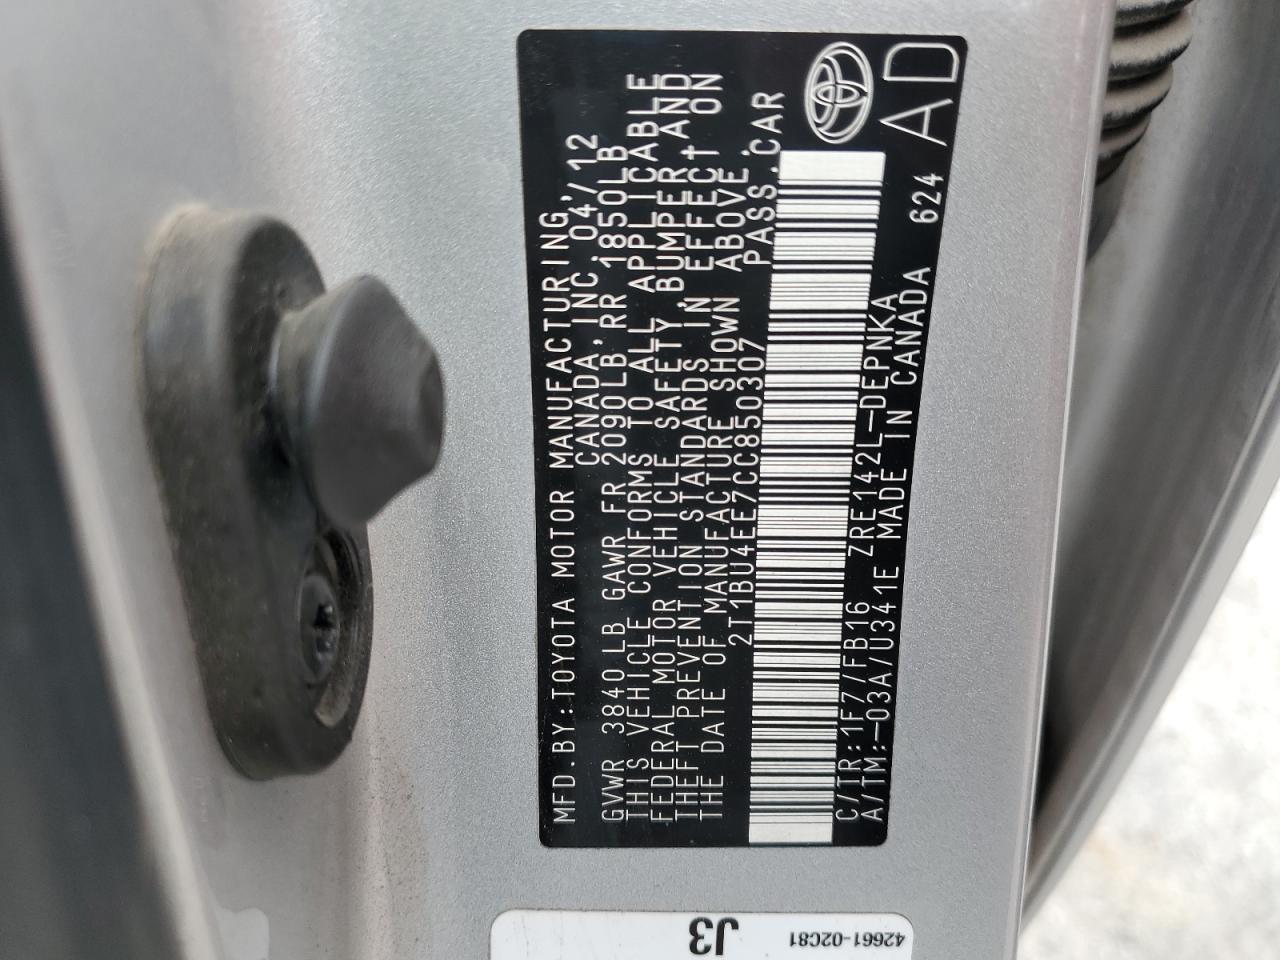 MFD.BY:TOYOTA MOTOR MANUFACTURING,
CANADA, INC. 04/12
GVWR 3840LB GAWR FR 2090LB, RR 1850LB
THIS VEHICLE CONFORMS TO ALL APPLICABLE
FEDERAL MOTOR VEHICLE SAFETY, BUMPER AND
THEFT PREVENTION STANDARDS IN EFFECT ON
THE DATE OF MANUFACTURE SHOWN ABOVE.
2T1BU4EE7CC850307 PASS.CAR
C/TR:1F7/FB16 ZRE142L-DEPNKA 624
A/TM:-03A/U341E MADE IN CANADA AD
J3
42661-02C81